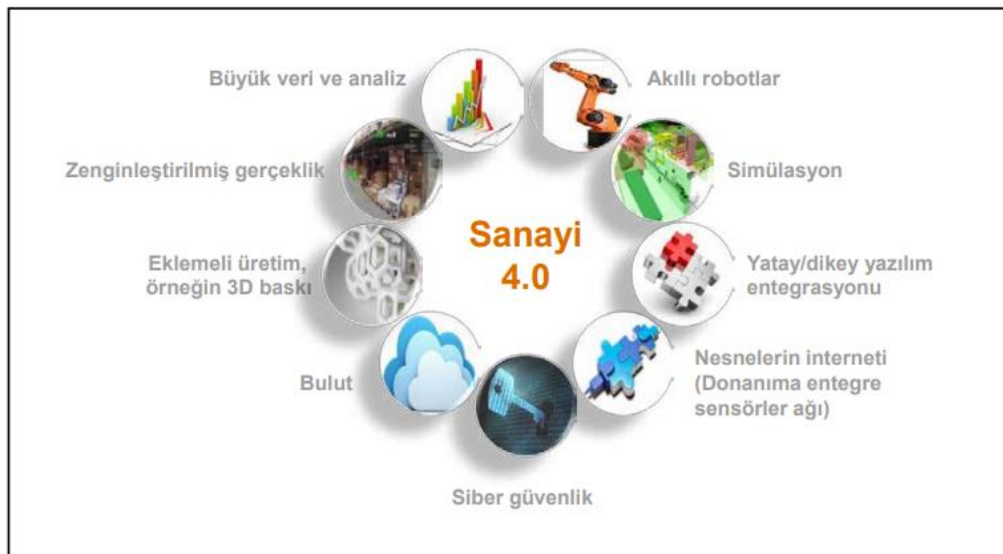 Büyük veri ve analiz
Akıllı robotlar
Zenginleştirilmiş gerçeklik
Simülasyon
Sanayi
4.0
Eklemeli üretim,
örneğin 3D baskı
Yatay/dikey yazılım
entegrasyonu
Bulut
Nesnelerin interneti
(Donanıma entegre
sensörler ağı)
Siber güvenlik